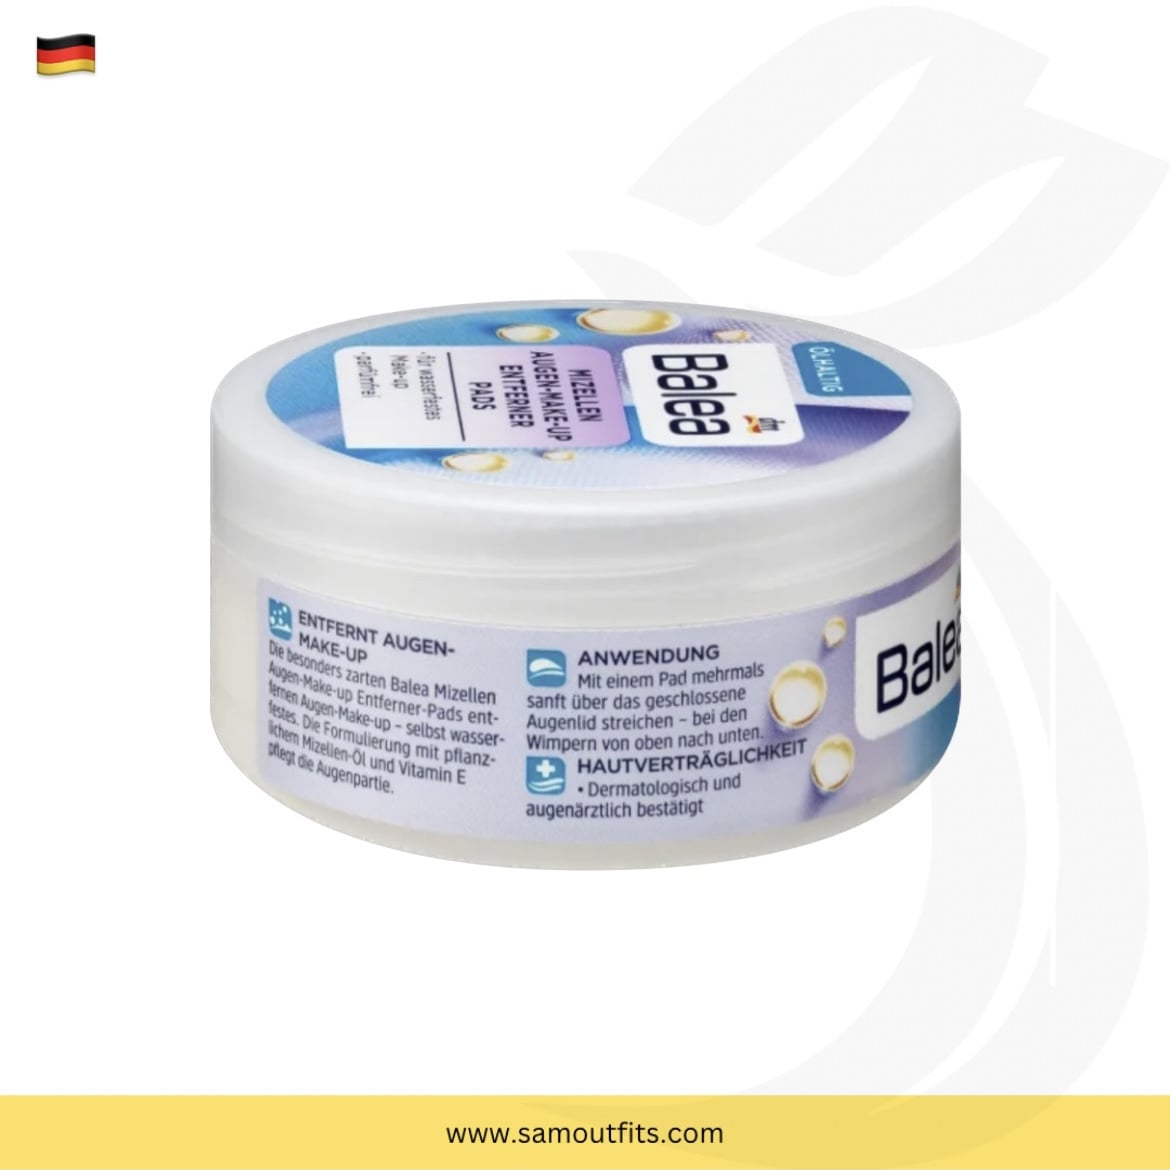 ÖLHALTIG
dm
Balea
MIZELLEN
AUGEN-MAKE-UP
ENTFERNER
PADS
• für wasserfestes
Make-up
• parfümfrei
ENTFERNT AUGEN-
MAKE-UP
Die besonders zarten Balea Mizellen
Augen-Make-up Entferner-Pads ent-
fernen Augen-Make-up – selbst wasser-
festes. Die Formulierung mit pflanz-
lichem Mizellen-Öl und Vitamin E
pflegt die Augenpartie.
ANWENDUNG
Mit einem Pad mehrmals
sanft über das geschlossene
Augenlid streichen – bei den
Wimpern von oben nach unten.
HAUTVERTRÄGLICHKEIT
• Dermatologisch und
augenärztlich bestätigt
Balea
www.samoutfits.com